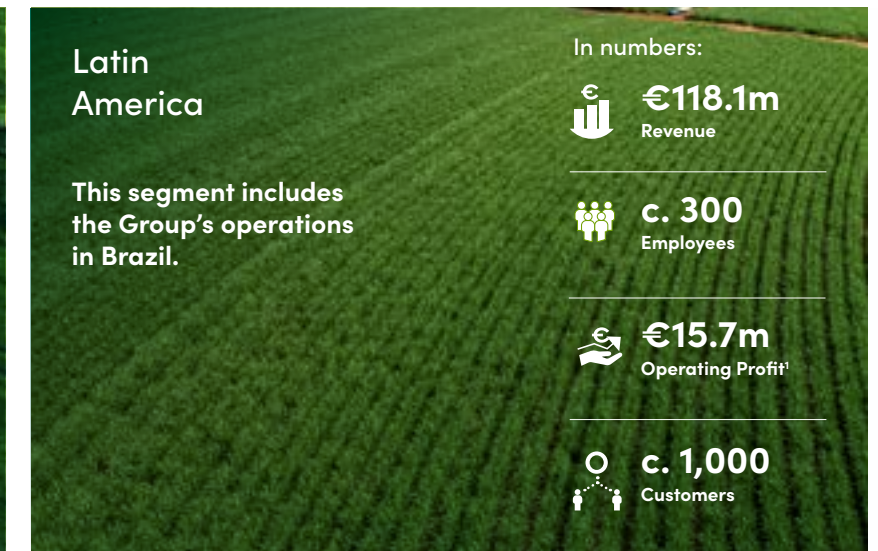 Latin
America
This segment includes
the Group’s operations
in Brazil.
In numbers:
€
€118.1m
Revenue
c. 300
Employees
€
€15.7m
Operating Profit¹
c. 1,000
Customers